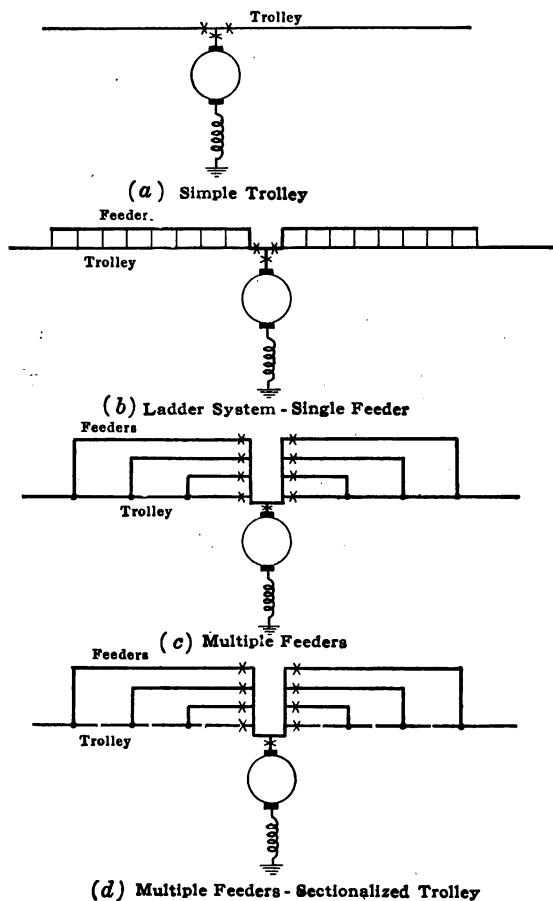 Trolley
(a) Simple Trolley
Feeder.
Trolley
(b) Ladder System - Single Feeder
Feeders
Trolley
(c) Multiple Feeders
Feeders
Trolley
(d) Multiple Feeders - Sectionalized Trolley